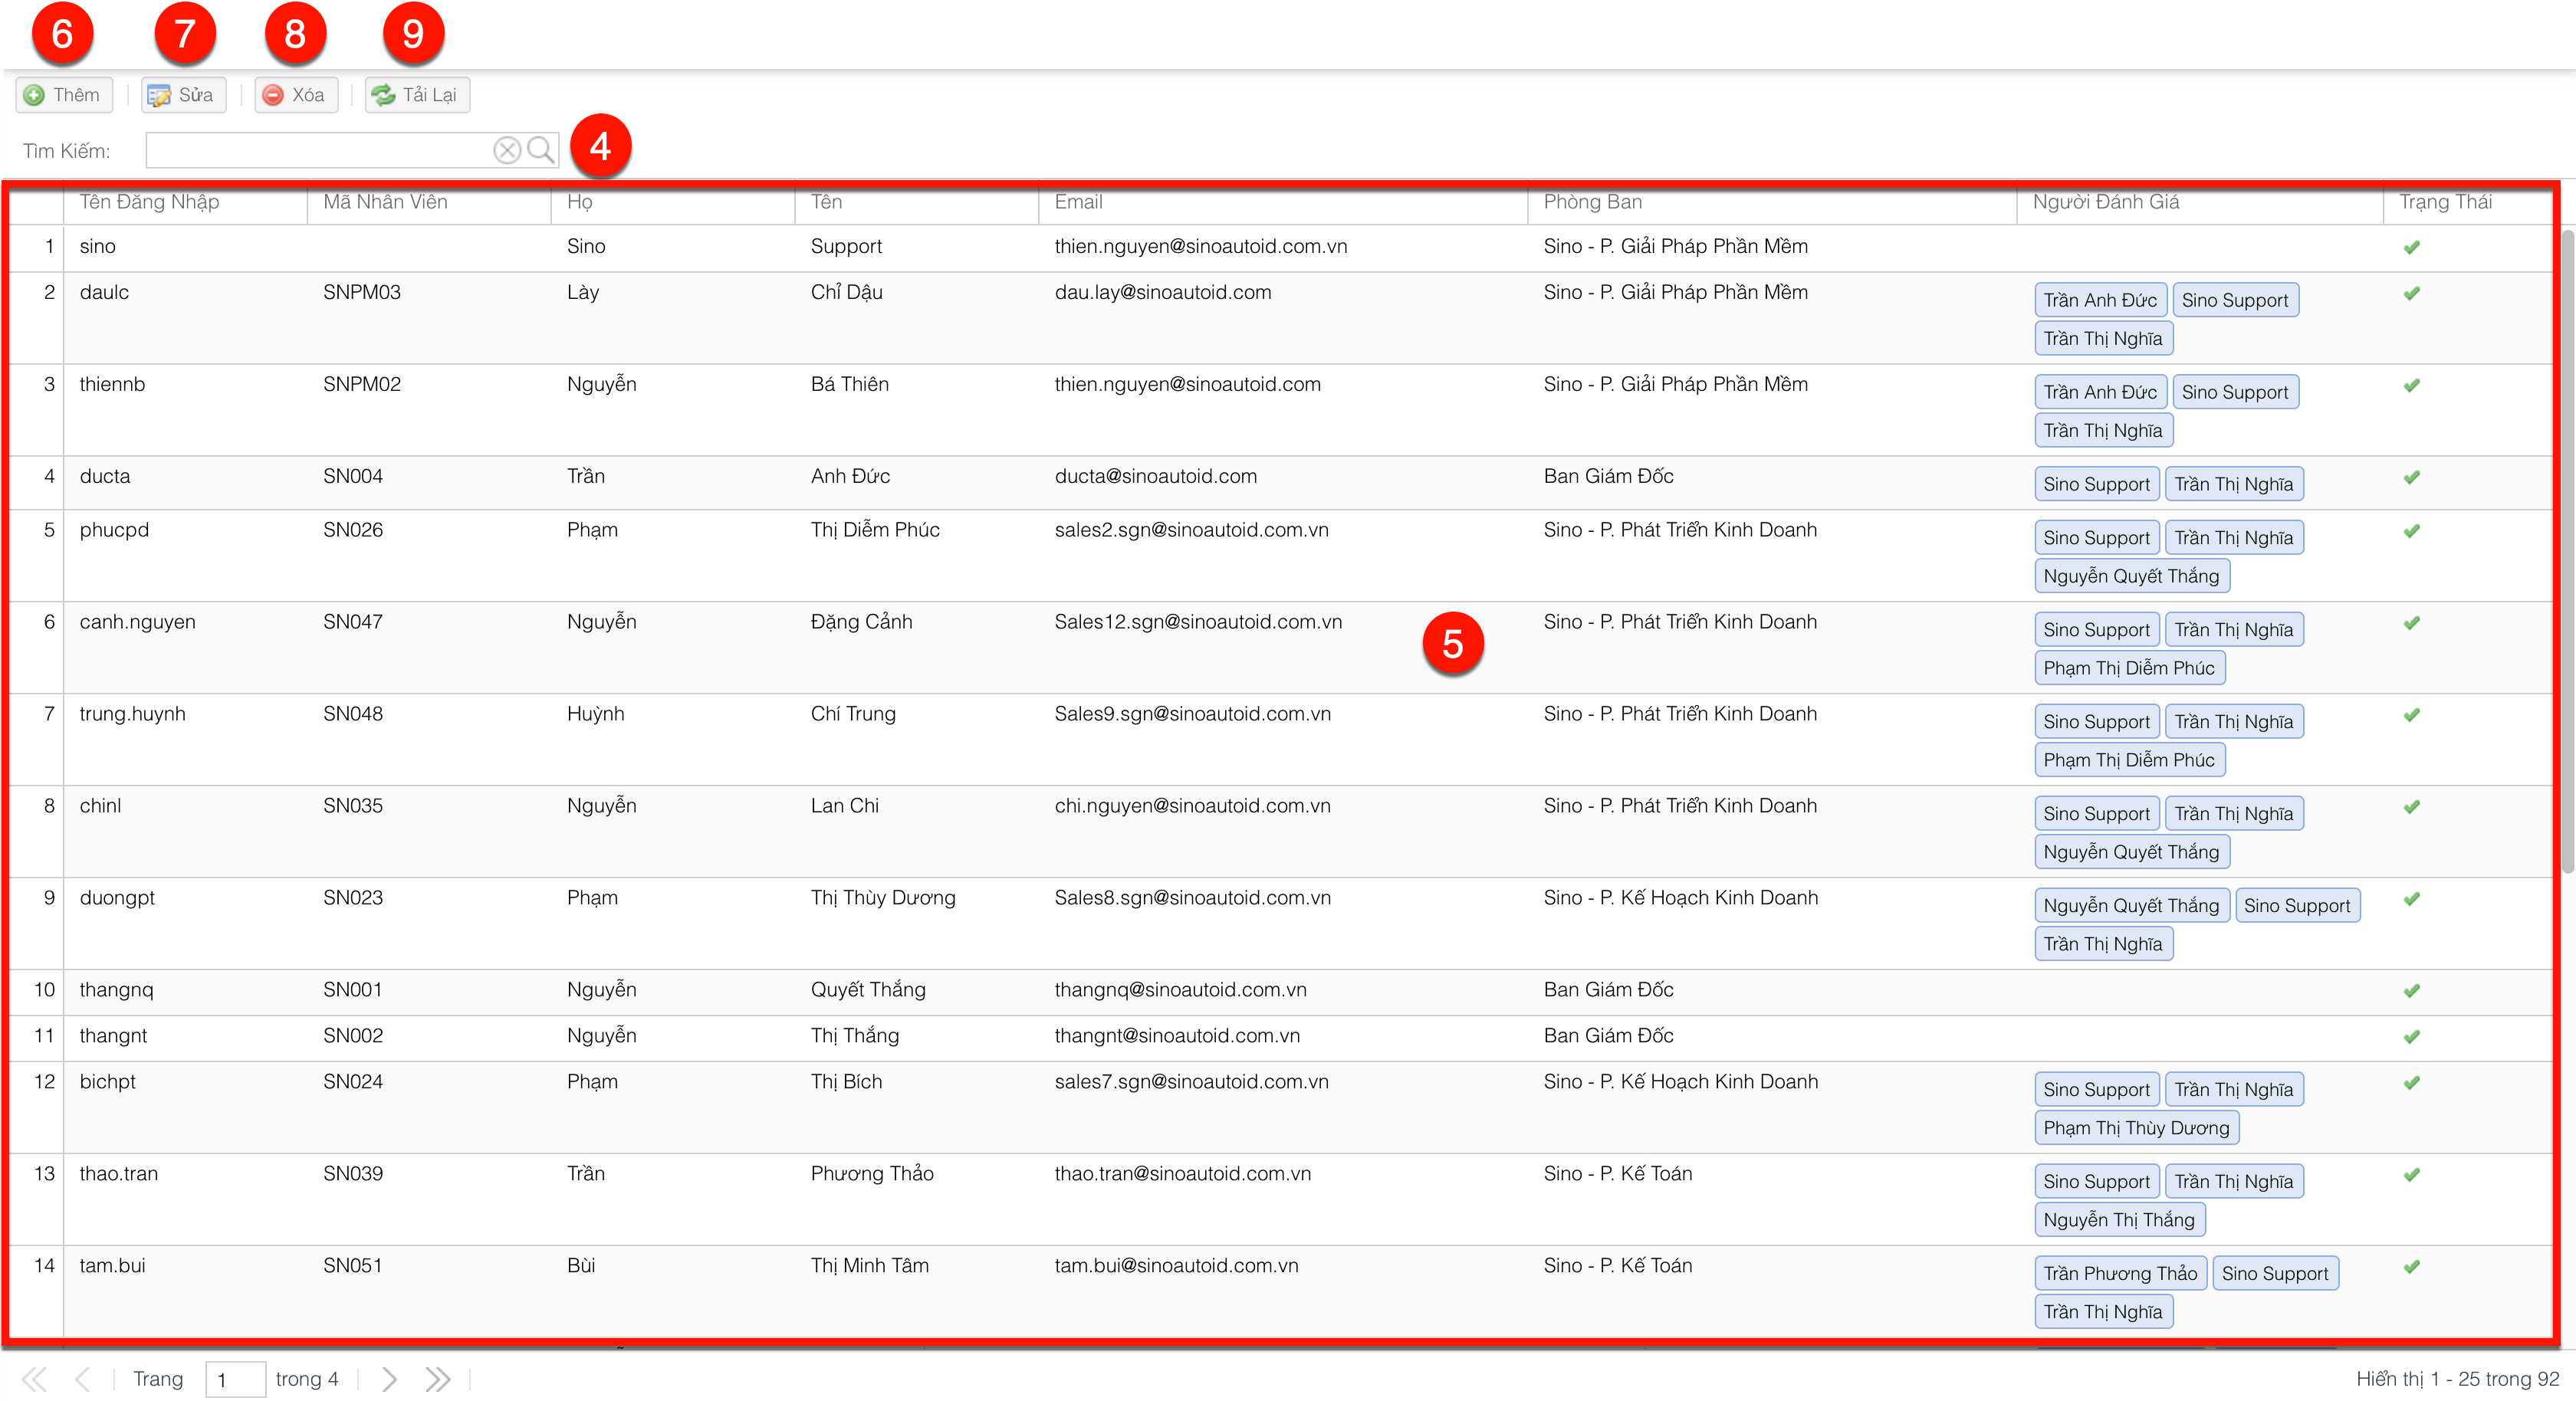 6 7 8 9
Thêm Sửa Xóa Tải Lại
Tìm Kiếm: 4
Tên Đăng Nhập Mã Nhân Viên Họ Tên Email Phòng Ban Người Đánh Giá Trạng Thái
1 sino Sino Support thien.nguyen@sinoautoid.com.vn Sino - P. Giải Pháp Phần Mềm
2 daulc SNPM03 Lày Chỉ Dậu dau.lay@sinoautoid.com Sino - P. Giải Pháp Phần Mềm Trần Anh Đức Sino Support
Trần Thị Nghĩa
3 thiennb SNPM02 Nguyễn Bá Thiên thien.nguyen@sinoautoid.com Sino - P. Giải Pháp Phần Mềm Trần Anh Đức Sino Support
Trần Thị Nghĩa
4 ducta SN004 Trần Anh Đức ducta@sinoautoid.com Ban Giám Đốc Sino Support Trần Thị Nghĩa
5 phucpd SN026 Phạm Thị Diễm Phúc sales2.sgn@sinoautoid.com.vn Sino - P. Phát Triển Kinh Doanh Sino Support Trần Thị Nghĩa
Nguyễn Quyết Thắng
6 canh.nguyen SN047 Nguyễn Đặng Cảnh Sales12.sgn@sinoautoid.com.vn Sino - P. Phát Triển Kinh Doanh Sino Support Trần Thị Nghĩa
5 Phạm Thị Diễm Phúc
7 trung.huynh SN048 Huỳnh Chí Trung Sales9.sgn@sinoautoid.com.vn Sino - P. Phát Triển Kinh Doanh Sino Support Trần Thị Nghĩa
Phạm Thị Diễm Phúc
8 chinl SN035 Nguyễn Lan Chi chi.nguyen@sinoautoid.com.vn Sino - P. Phát Triển Kinh Doanh Sino Support Trần Thị Nghĩa
Nguyễn Quyết Thắng
9 duongpt SN023 Phạm Thị Thùy Dương Sales8.sgn@sinoautoid.com.vn Sino - P. Kế Hoạch Kinh Doanh Nguyễn Quyết Thắng Sino Support
Trần Thị Nghĩa
10 thangnq SN001 Nguyễn Quyết Thắng thangnq@sinoautoid.com.vn Ban Giám Đốc
11 thangnt SN002 Nguyễn Thị Thắng thangnt@sinoautoid.com.vn Ban Giám Đốc
12 bichpt SN024 Phạm Thị Bích sales7.sgn@sinoautoid.com.vn Sino - P. Kế Hoạch Kinh Doanh Sino Support Trần Thị Nghĩa
Phạm Thị Thùy Dương
13 thao.tran SN039 Trần Phương Thảo thao.tran@sinoautoid.com.vn Sino - P. Kế Toán Sino Support Trần Thị Nghĩa
Nguyễn Thị Thắng
14 tam.bui SN051 Bùi Thị Minh Tâm tam.bui@sinoautoid.com.vn Sino - P. Kế Toán Trần Phương Thảo Sino Support
Trần Thị Nghĩa
Trang 1 trong 4 Hiển thị 1 - 25 trong 92